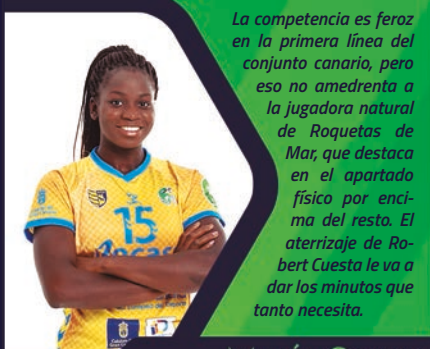 La competencia es feroz
en la primera línea del
conjunto canario, pero
eso no amedrenta a
la jugadora natural
de Roquetas de
Mar, que destaca
en el apartado
físico por enci-
ma del resto. El
aterrizaje de Ro-
bert Cuesta le va a
dar los minutos que
tanto necesita.
15